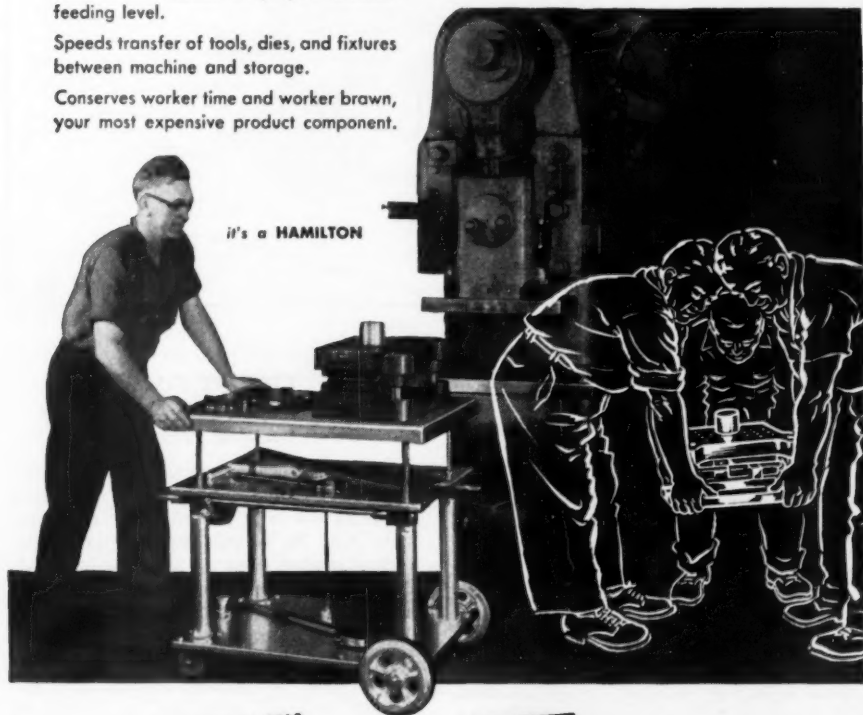 feeding level.
Speeds transfer of tools, dies, and fixtures
between machine and storage.
Conserves worker time and worker brawn,
your most expensive product component.
it's a HAMILTON